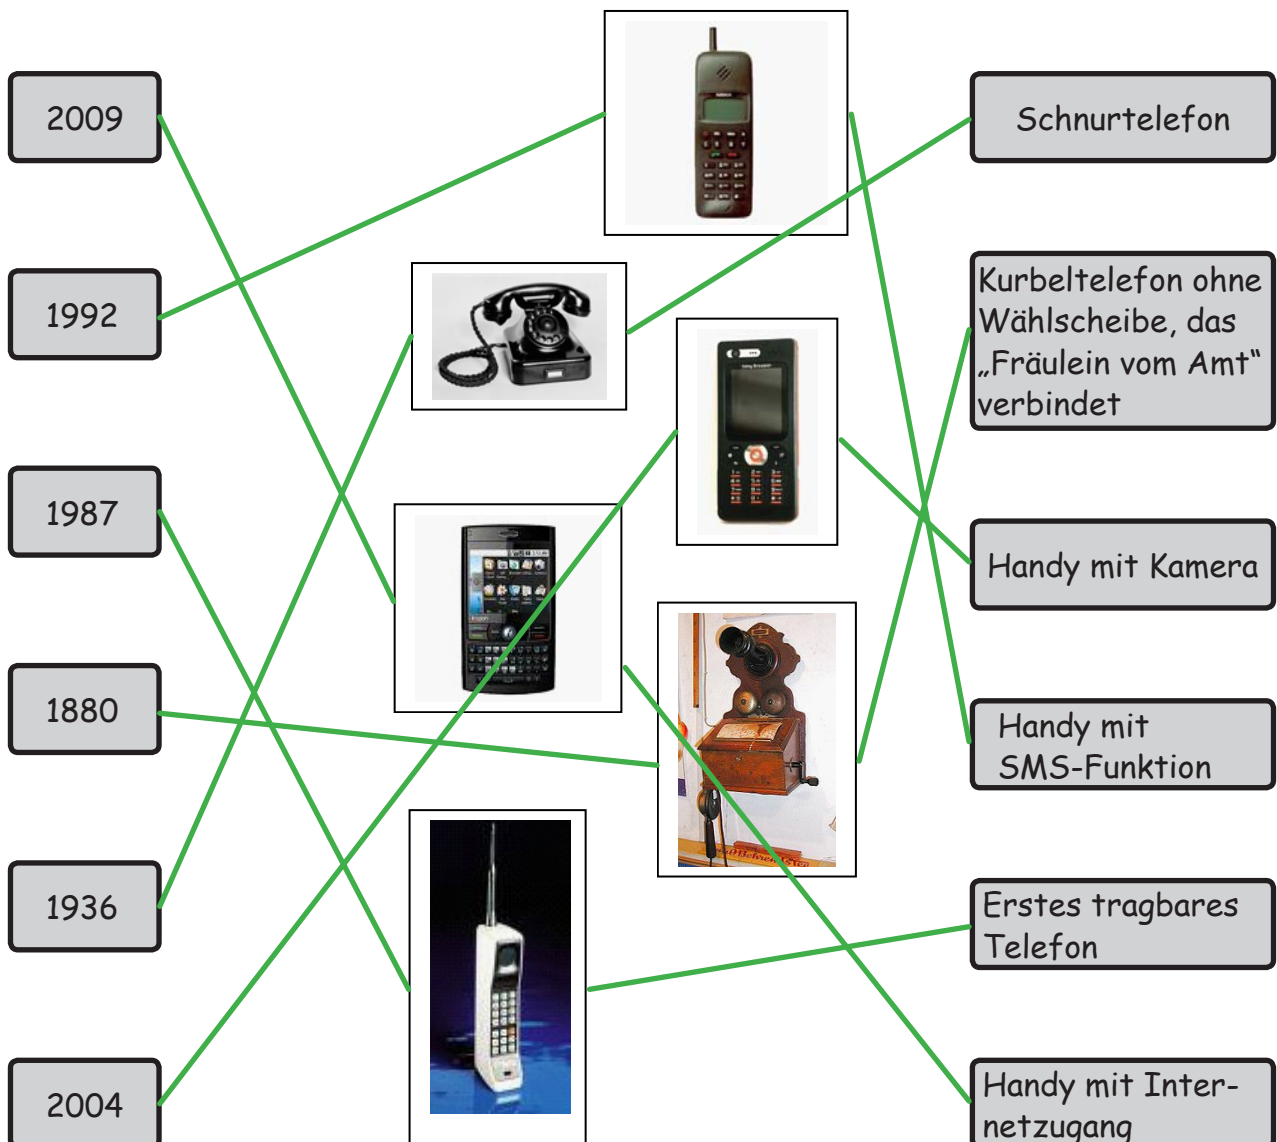 2009
1992
1987
1880
1936
2004
Schnurtelefon
Kurbeltelefon ohne
Wählscheibe, das
„Fräulein vom Amt“
verbindet
Handy mit Kamera
Handy mit
SMS-Funktion
Erstes tragbares
Telefon
Handy mit Inter-
netzugang